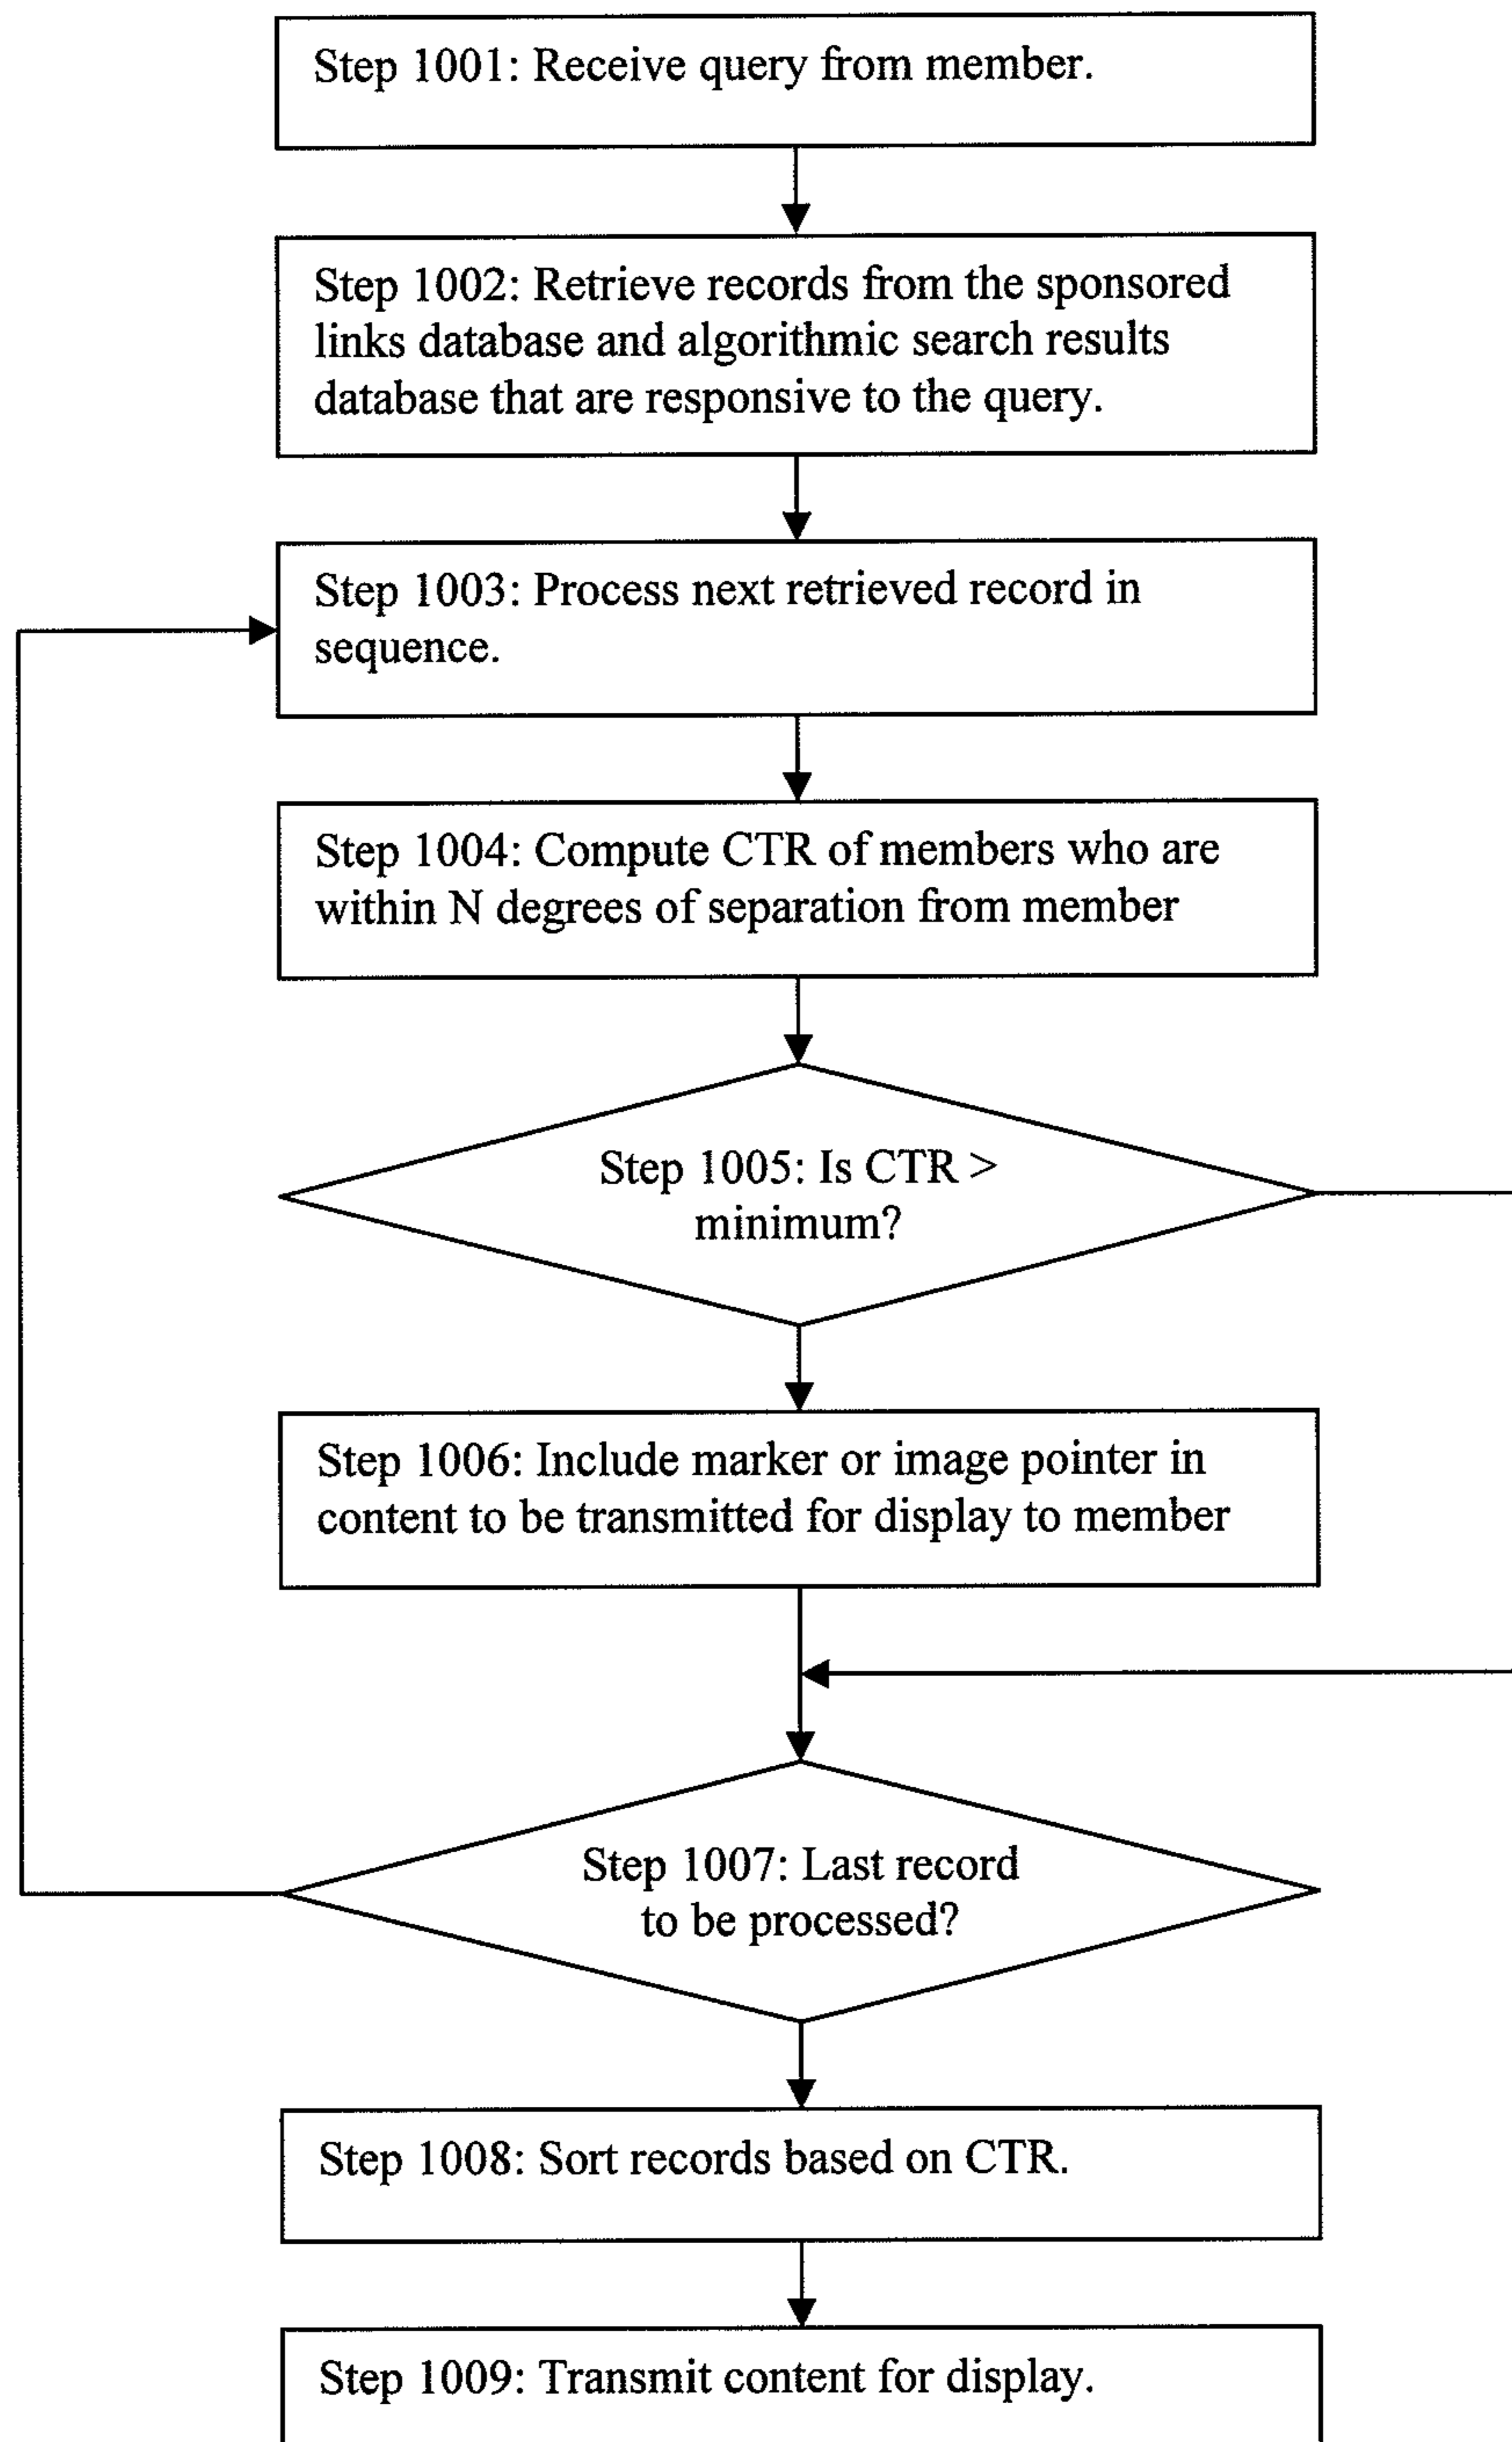 Step 1001: Receive query from member.
Step 1002: Retrieve records from the sponsored
links database and algorithmic search results
database that are responsive to the query.
Step 1003: Process next retrieved record in
sequence.
Step 1004: Compute CTR of members who are
within N degrees of separation from member
Step 1005: Is CTR >
minimum?
Step 1006: Include marker or image pointer in
content to be transmitted for display to member
Step 1007: Last record
to be processed?
Step 1008: Sort records based on CTR.
Step 1009: Transmit content for display.